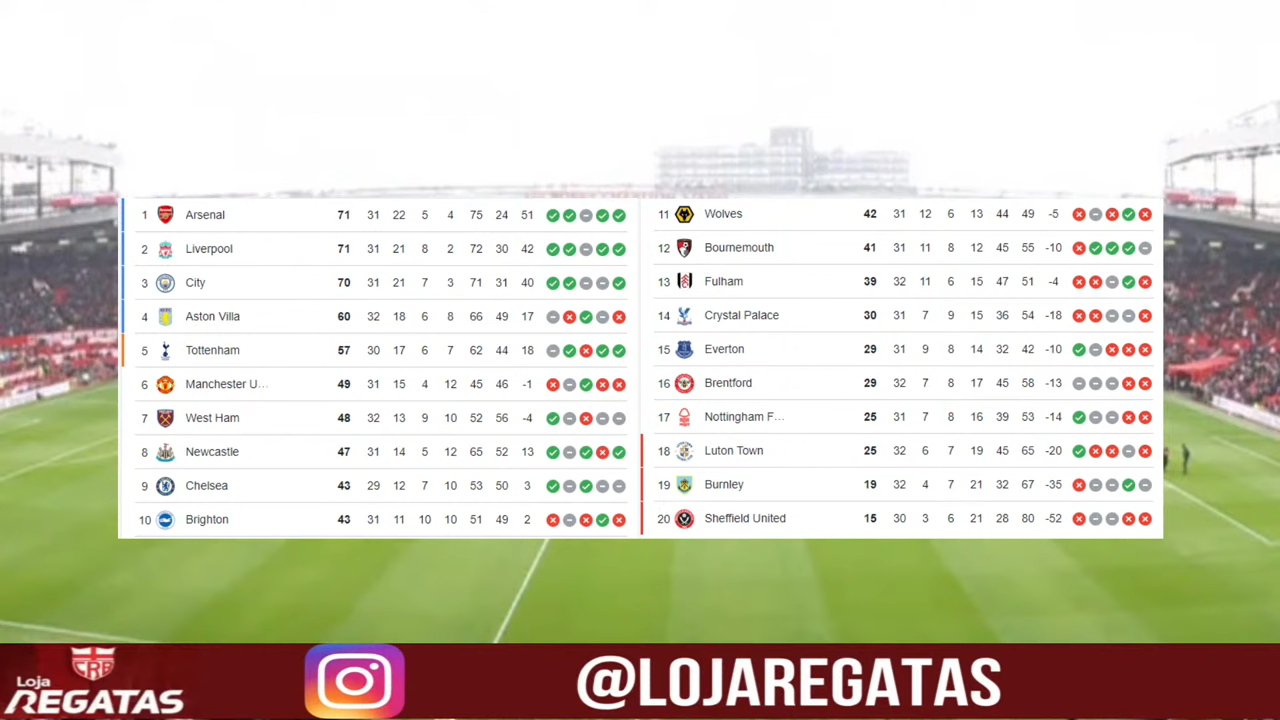 1 Arsenal 71 31 22 5 4 75 24 51
2 Liverpool 71 31 21 8 2 72 30 42
3 City 70 31 21 7 3 71 31 40
4 Aston Villa 60 32 18 6 8 66 49 17
5 Tottenham 57 30 17 6 7 62 44 18
6 Manchester U... 49 31 15 4 12 45 46 -1
7 West Ham 48 32 13 9 10 52 56 -4
8 Newcastle 47 31 14 5 12 65 52 13
9 Chelsea 43 29 12 7 10 53 50 3
10 Brighton 43 31 11 10 10 51 49 2
11 Wolves 42 31 12 6 13 44 49 -5
12 Bournemouth 41 31 11 8 12 45 55 -10
13 Fulham 39 32 11 6 15 47 51 -4
14 Crystal Palace 30 31 7 9 15 36 54 -18
15 Everton 29 31 9 8 14 32 42 -10
16 Brentford 29 32 7 8 17 45 58 -13
17 Nottingham F... 25 31 7 8 16 39 53 -14
18 Luton Town 25 32 6 7 19 45 65 -20
19 Burnley 19 32 4 7 21 32 67 -35
20 Sheffield United 15 30 3 6 21 28 80 -52
CRB
Loja
REGATAS
@LOJAREGATAS